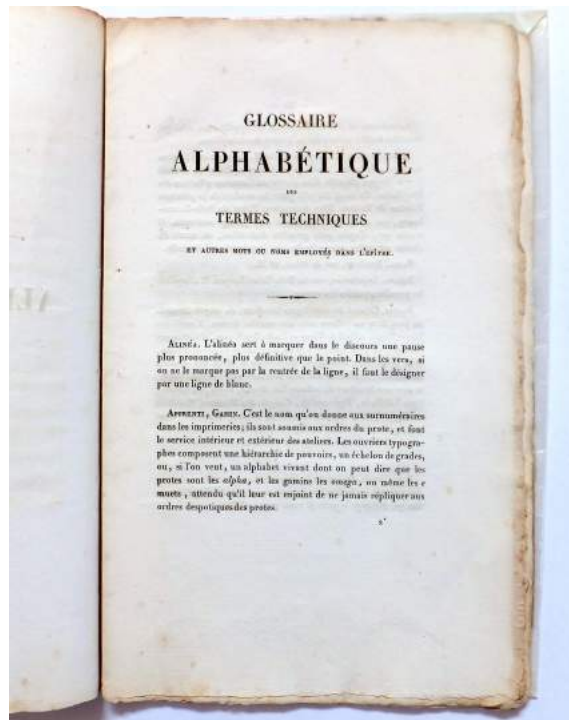 GLOSSAIRE
ALPHABÉTIQUE
DES
TERMES TECHNIQUES
ET AUTRES MOTS OU NOMS EMPLOYÉS DANS L'ÉPÎTRE.
ALINÉA. L'alinéa sert à marquer dans le discours une pause
plus prononcée, plus définitive que le point. Dans les vers, si
on ne le marque pas par la rentrée de la ligne, il faut le désigner
par une ligne de blanc.
APPRENTI, GAMIN. C'est le nom qu'on donne aux surnuméraires
dans les imprimeries; ils sont soumis aux ordres du prote, et font
le service intérieur et extérieur des ateliers. Les ouvriers typogra-
phes composent une hiérarchie de pouvoirs, un échelon de grades,
ou, si l'on veut, un alphabet vivant dont on peut dire que les
protes sont les alpha, et les gamins les omega, ou même les e
muets, attendu qu'il leur est enjoint de ne jamais répliquer aux
ordres despotiques des protes.